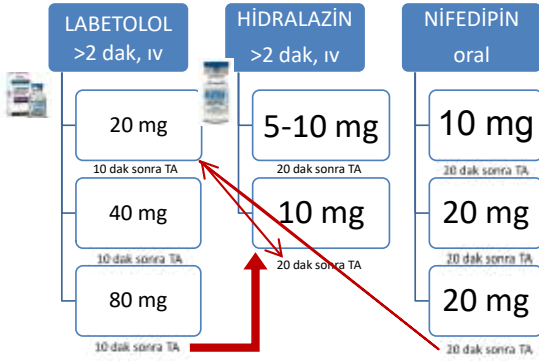 LABETOLOL
>2 dak, ıv
20 mg
10 dak sonra TA
40 mg
10 dak sonra TA
80 mg
10 dak sonra TA
HİDRALAZİN
>2 dak, ıv
5-10 mg
20 dak sonra TA
10 mg
20 dak sonra TA
NİFEDİPİN
oral
10 mg
20 dak sonra TA
20 mg
20 dak sonra TA
20 mg
20 dak sonra TA